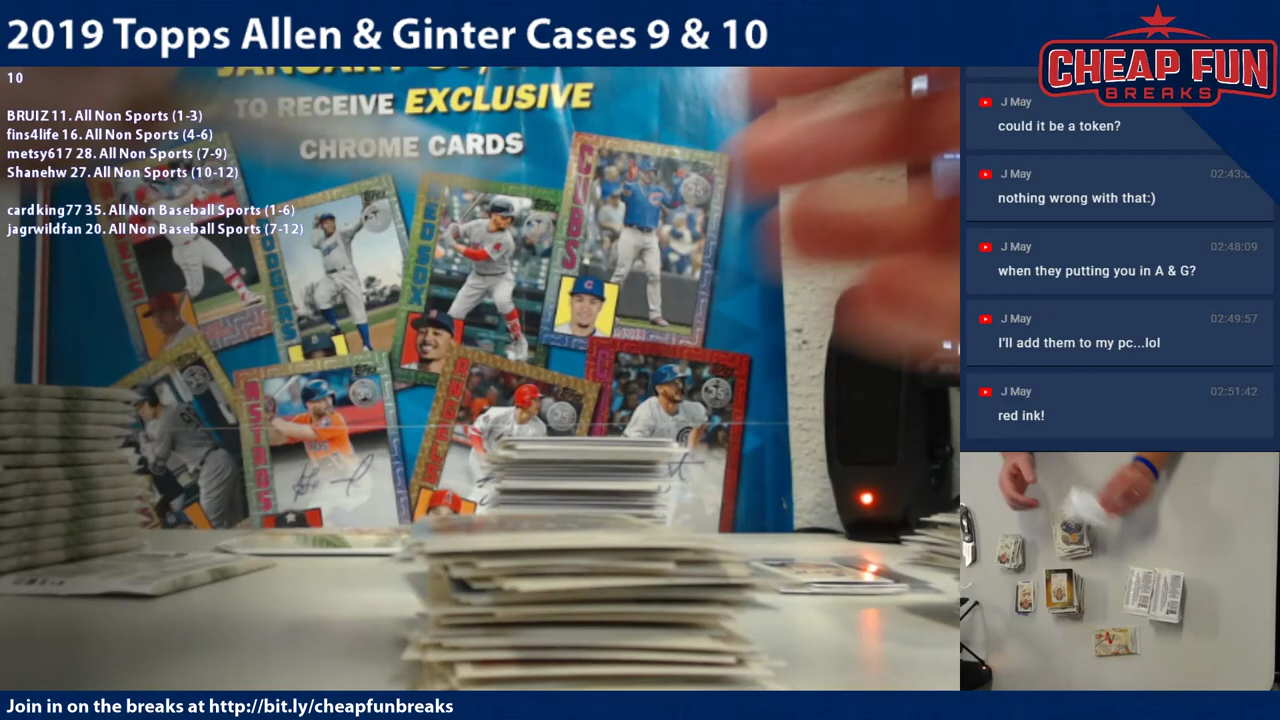 2019 Topps Allen & Ginter Cases 9 & 10
CHEAP FUN
BREAKS
10
BRUIZ 11. All Non Sports (1-3)
fins4life 16. All Non Sports (4-6)
metsy617 28. All Non Sports (7-9)
Shanehw 27. All Non Sports (10-12)
cardking77 35. All Non Baseball Sports (1-6)
jagrwildfan 20. All Non Baseball Sports (7-12)
TO RECEIVE EXCLUSIVE
CHROME CARDS
CUBS
ASTROS
ANGELS
J May
could it be a token?
J May
nothing wrong with that:)
J May 02:48:09
when they putting you in A & G?
J May 02:49:57
I'll add them to my pc...lol
J May 02:51:42
red ink!
Join in on the breaks at http://bit.ly/cheapfunbreaks